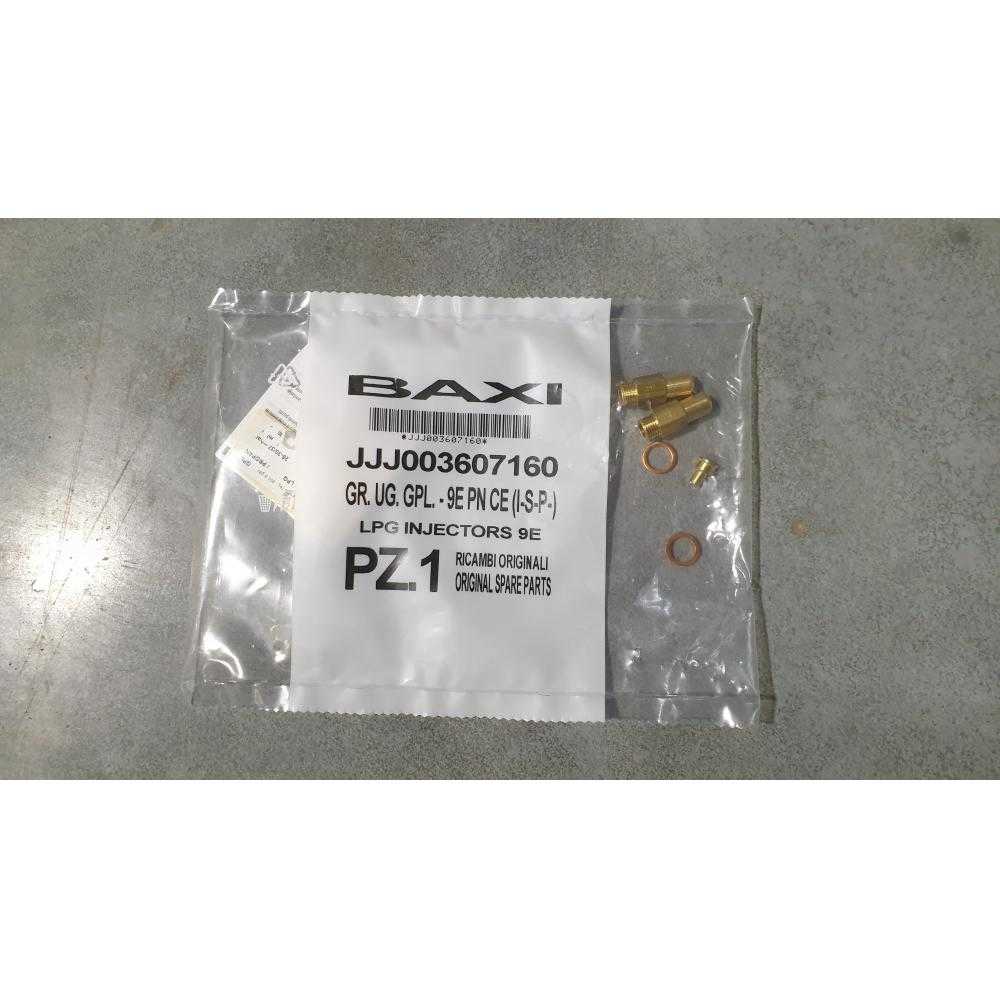 BAXI
*JJJ003607160*
JJJ003607160
GR. UG. GPL. - 9E PN CE (I-S-P-)
LPG INJECTORS 9E
PZ.1
RICAMBI ORIGINALI
ORIGINAL SPARE PARTS